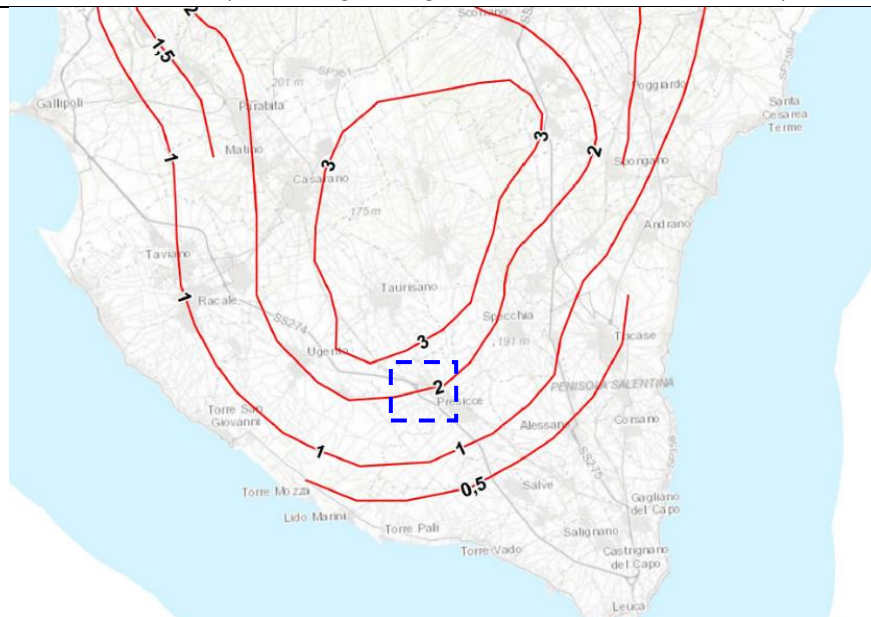 Scorrano
2
1,5
SP361
201 m
Poggiardo
Gallipoli
Parabita
Santa
Cesarea
Terme
3
2
Matino
1
3
Spongano
Casarano
175 m
Andrano
Taviano
Taurisano
1
Racale
SS274
Specchia
Tricase
3
191 m
Ugento
2
PENISOLA SALENTINA
Presicce
Torre San
Giovanni
Corsano
Alessano
1
1
SS275
0,5
Salve
Torre Mozza
Gagliano
del Capo
Lido Marini
Torre Pali
Salignano
Torre Vado
Castrignano
del Capo
Leuca